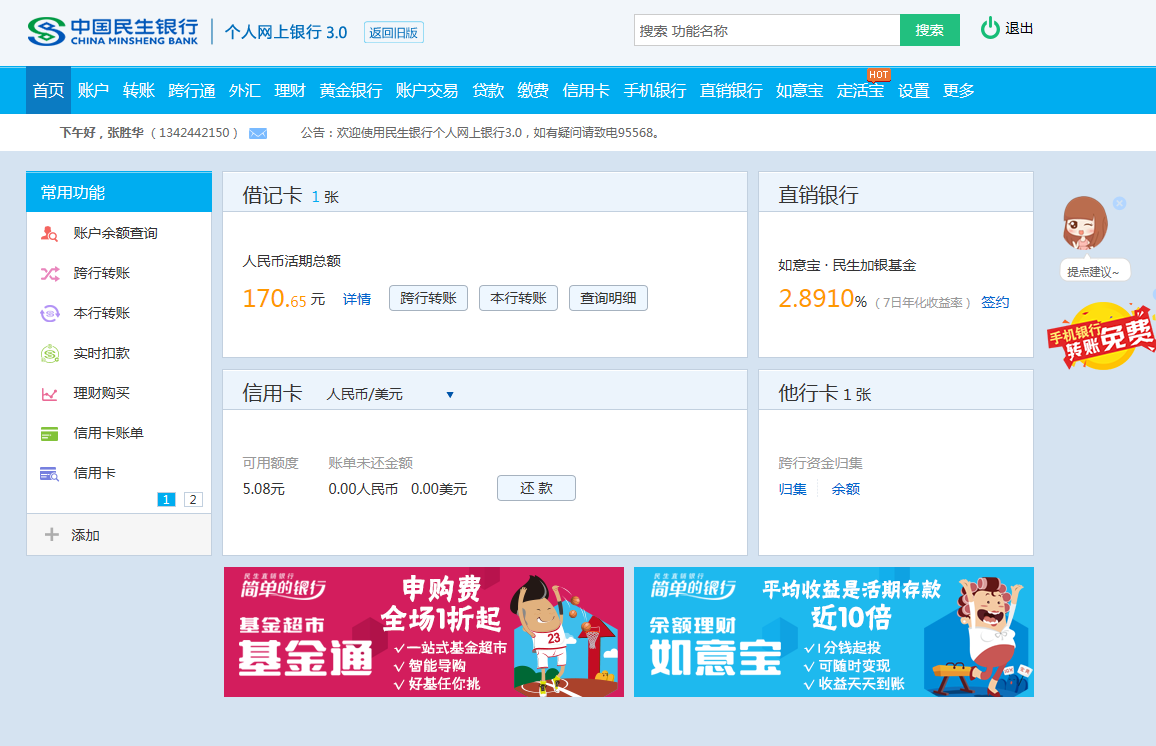 中国民生银行 个人网上银行 3.0 返回旧版 搜索 功能名称 搜索 退出
CHINA MINSHENG BANK
HOT
首页 账户 转账 跨行通 外汇 理财 黄金银行 账户交易 贷款 缴费 信用卡 手机银行 直销银行 如意宝 定活宝 设置 更多
下午好，张胜华（1342442150） 公告：欢迎使用民生银行个人网上银行3.0，如有疑问请致电95568。
常用功能
账户余额查询
跨行转账
本行转账
实时扣款
理财购买
信用卡账单
信用卡
1 2
添加
借记卡 1 张
人民币活期总额
170.65 元 详情 跨行转账 本行转账 查询明细
直销银行
如意宝 · 民生加银基金
2.8910% （7日年化收益率） 签约
信用卡 人民币/美元
可用额度 账单未还金额
5.08元 0.00人民币 0.00美元 还 款
他行卡 1 张
跨行资金归集
归集 余额
提点建议~
手机银行
转账免费
民生直销银行
简单的银行
基金超市
基金通
申购费
全场1折起
✓一站式基金超市
✓智能导购
✓好基任你挑
23
民生直销银行
简单的银行
余额理财
如意宝
平均收益是活期存款
近10倍
✓1分钱起投
✓可随时变现
✓收益天天到账